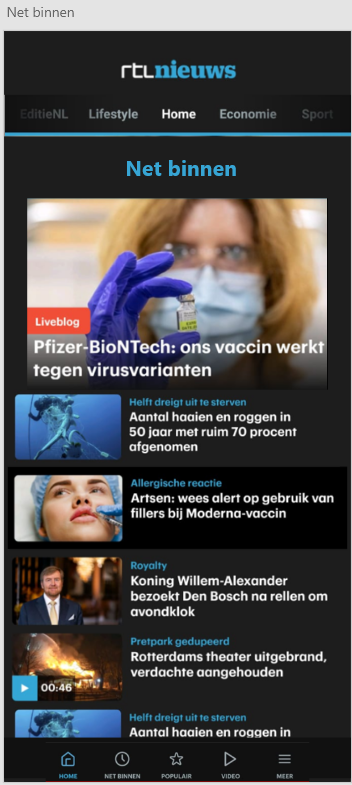 Net binnen
rtlnieuws
EditieNL Lifestyle Home Economie Sport
Net binnen
Liveblog
Pfizer-BioNTech: ons vaccin werkt
tegen virusvarianten
Helft dreigt uit te sterven
Aantal haaien en roggen in
50 jaar met ruim 70 procent
afgenomen
Allergische reactie
Artsen: wees alert op gebruik van
fillers bij Moderna-vaccin
Royalty
Koning Willem-Alexander
bezoekt Den Bosch na rellen om
avondklok
Pretpark gedupeerd
Rotterdams theater uitgebrand,
verdachte aangehouden
00:46
Helft dreigt uit te sterven
Aantal haaien en roggen in
HOME NET BINNEN POPULAIR VIDEO MEER